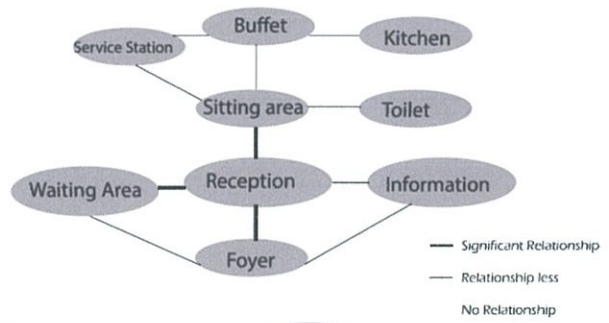 Buffet
Service Station
Kitchen
Sitting area
Toilet
Waiting Area
Reception
Information
Foyer
Significant Relationship
Relationship less
No Relationship